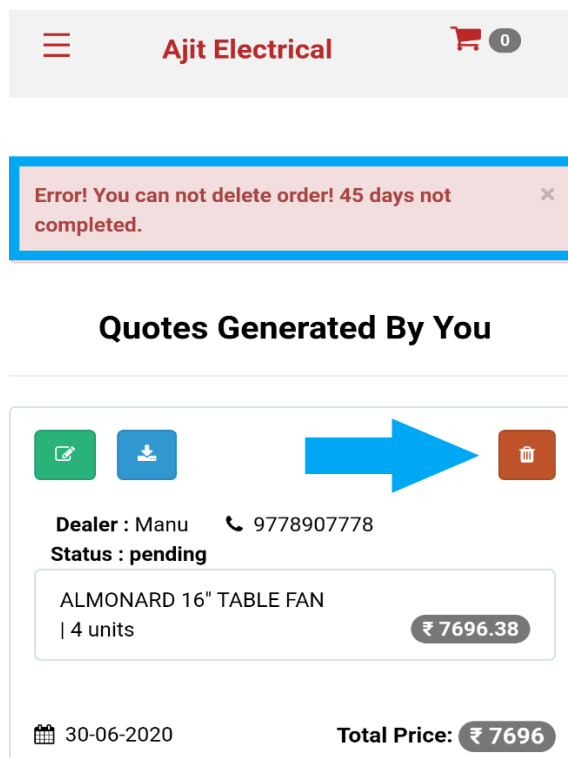 Ajit Electrical
0
Error! You can not delete order! 45 days not
completed.
×
Quotes Generated By You
Dealer : Manu 9778907778
Status : pending
ALMONARD 16" TABLE FAN
| 4 units
₹ 7696.38
30-06-2020
Total Price: ₹ 7696